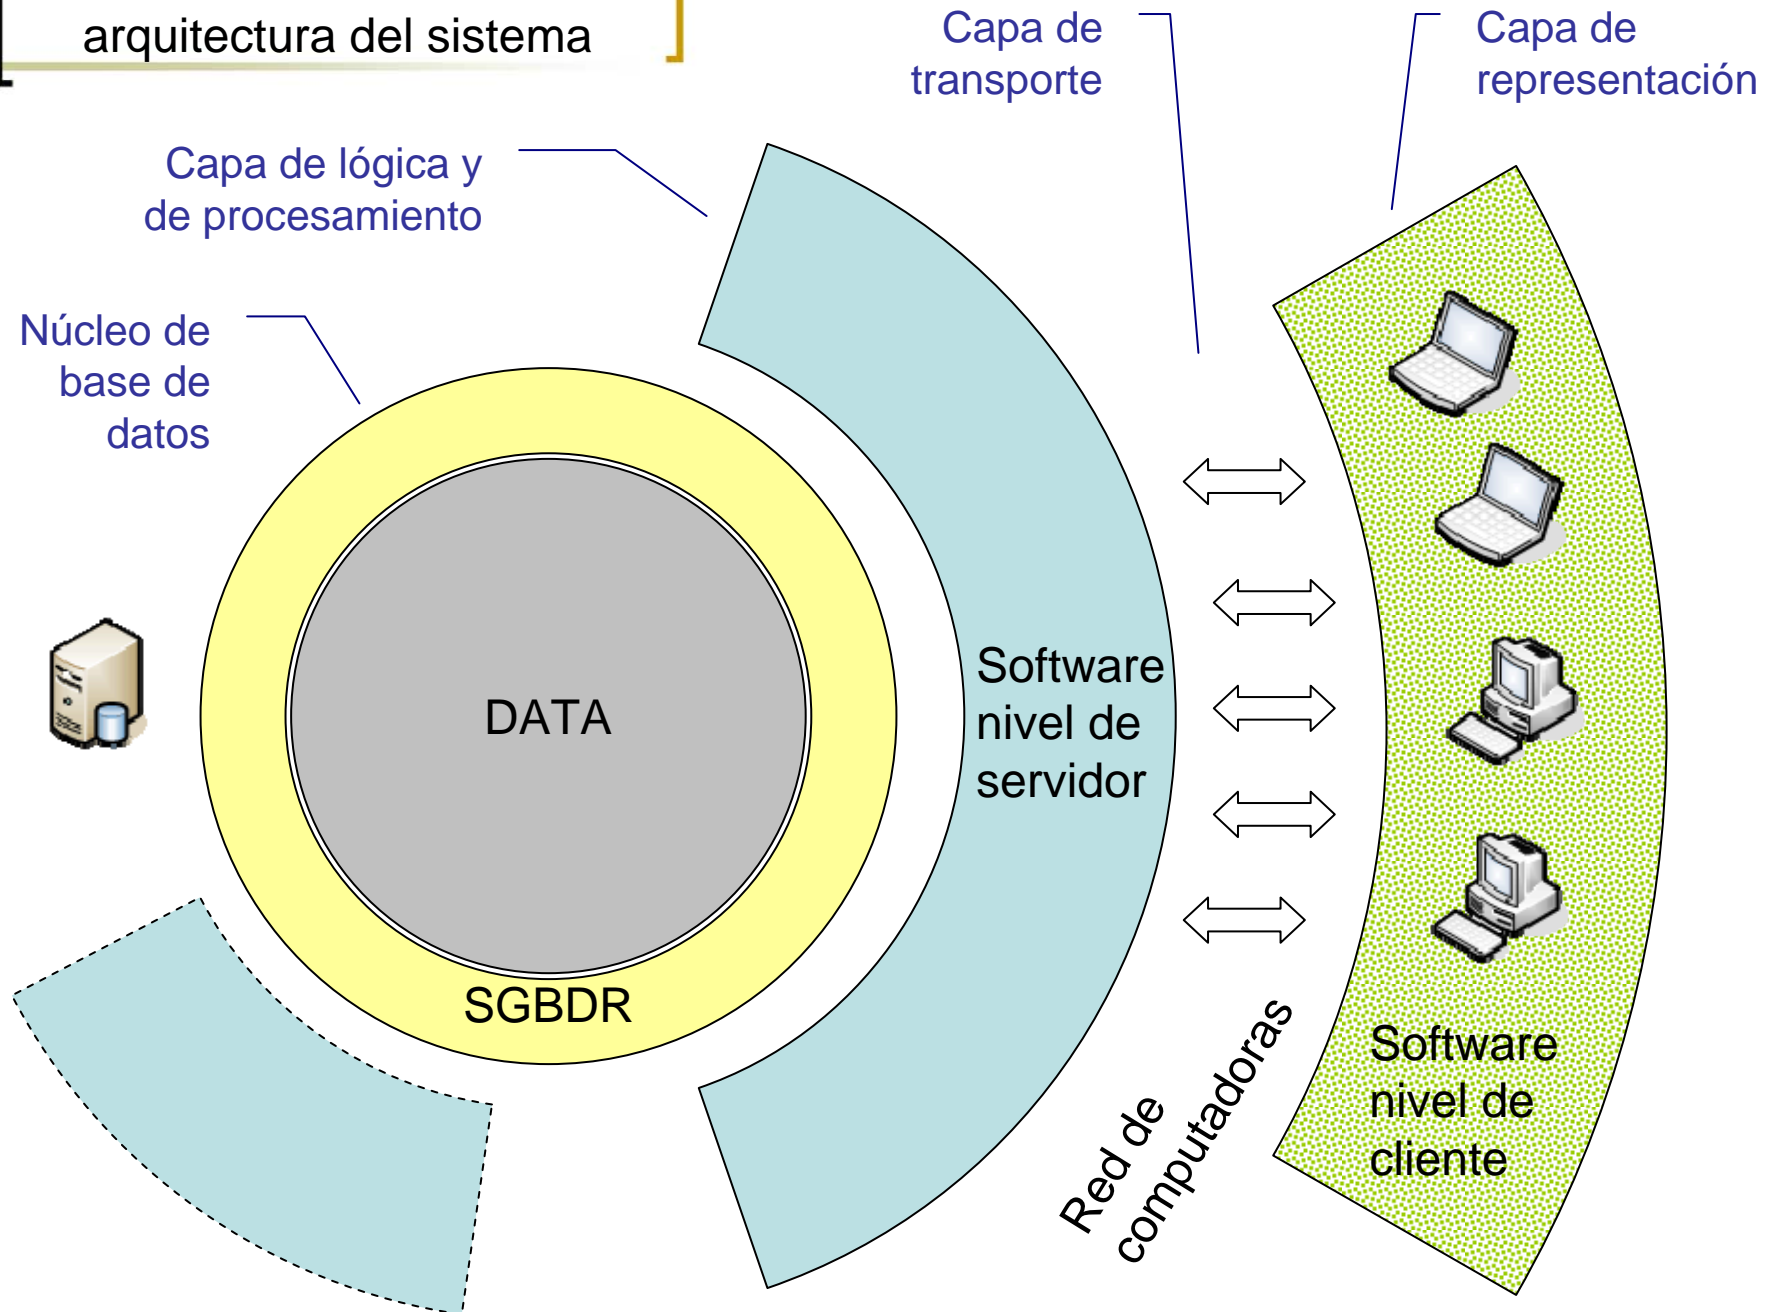 arquitectura del sistema
Capa de
transporte
Capa de
representación
Capa de lógica y
de procesamiento
Núcleo de
base de
datos
DATA
SGBDR
Software
nivel de
servidor
Red de
computadoras
Software
nivel de
cliente